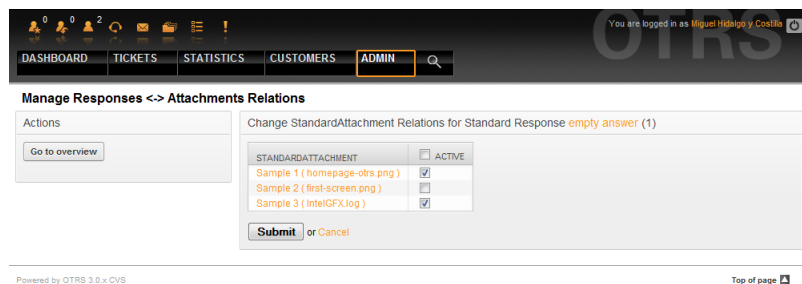 0 0 2
OTRS
You are logged in as Miguel Hidalgo y Costilla
DASHBOARD TICKETS STATISTICS CUSTOMERS ADMIN
Manage Responses <-> Attachments Relations
Actions
Go to overview
Change StandardAttachment Relations for Standard Response empty answer (1)
STANDARDATTACHMENT ACTIVE
Sample 1 ( homepage-otrs.png )
Sample 2 ( first-screen.png )
Sample 3 ( IntelGFX.log )
Submit or Cancel
Powered by OTRS 3.0.x CVS
Top of page